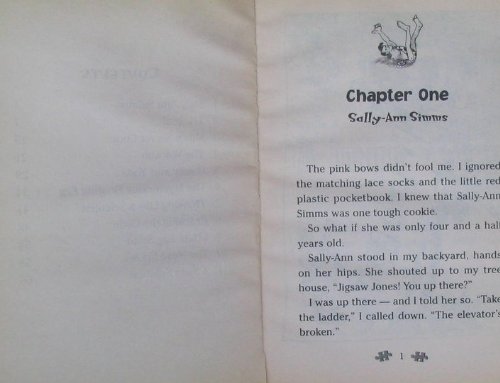 Chapter One
Sally-Ann Simms
The pink bows didn't fool me. I ignored
the matching lace socks and the little red
plastic pocketbook. I knew that Sally-Ann
Simms was one tough cookie.
So what if she was only four and a hal
years old.
Sally-Ann stood in my backyard, hands
on her hips. She shouted up to my tree
house, "Jigsaw Jones! You up there?"
I was up there — and I told her so. "Take
the ladder," I called down. "The elevator's
broken."
1